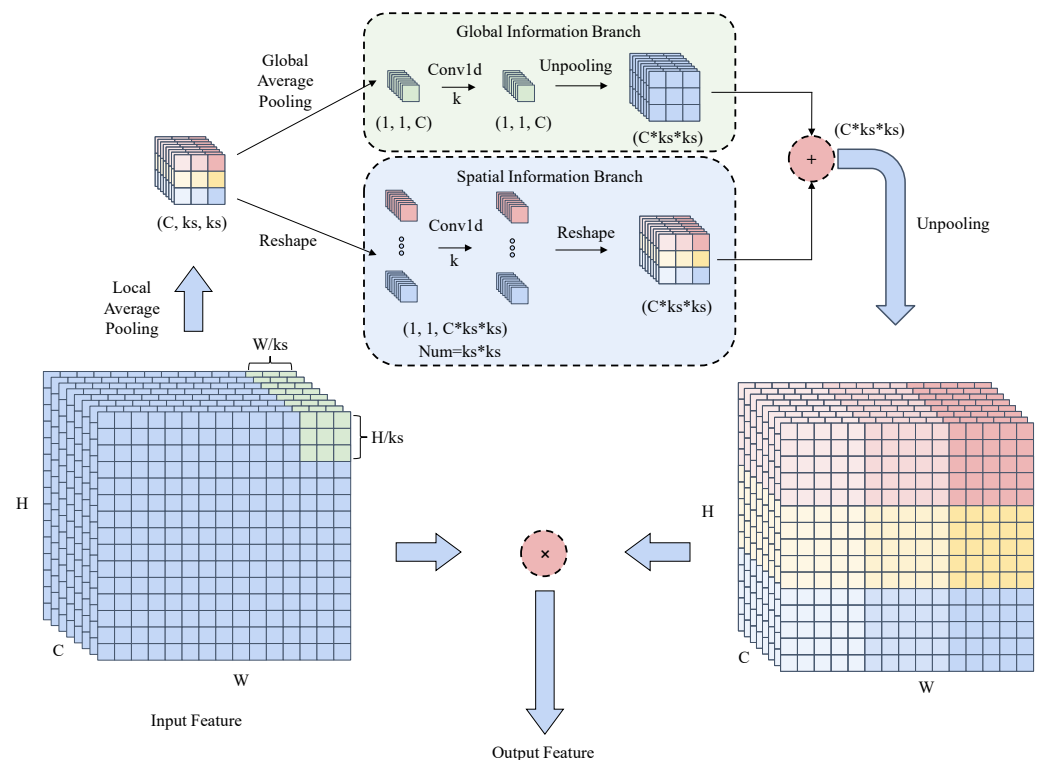 Global Information Branch
Global
Average
Pooling
Conv1d
k
Unpooling
(1, 1, C)
(1, 1, C)
(C*ks*ks)
(C*ks*ks)
+
(C, ks, ks)
Spatial Information Branch
Reshape
Conv1d
k
Reshape
(C*ks*ks)
(1, 1, C*ks*ks)
Num=ks*ks
Unpooling
Local
Average
Pooling
W/ks
H/ks
H
C
W
Input Feature
×
H
C
W
Output Feature